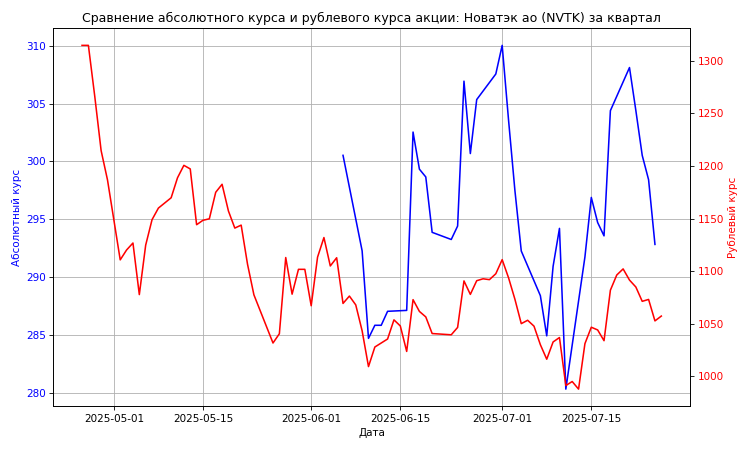 Сравнение абсолютного курса и рублевого курса акции: Новатэк ао (NVTK) за квартал
310
305
300
295
290
285
280
Абсолютный курс
1300
1250
1200
1150
1100
1050
1000
Рублевый курс
2025-05-01 2025-05-15 2025-06-01 2025-06-15 2025-07-01 2025-07-15
Дата